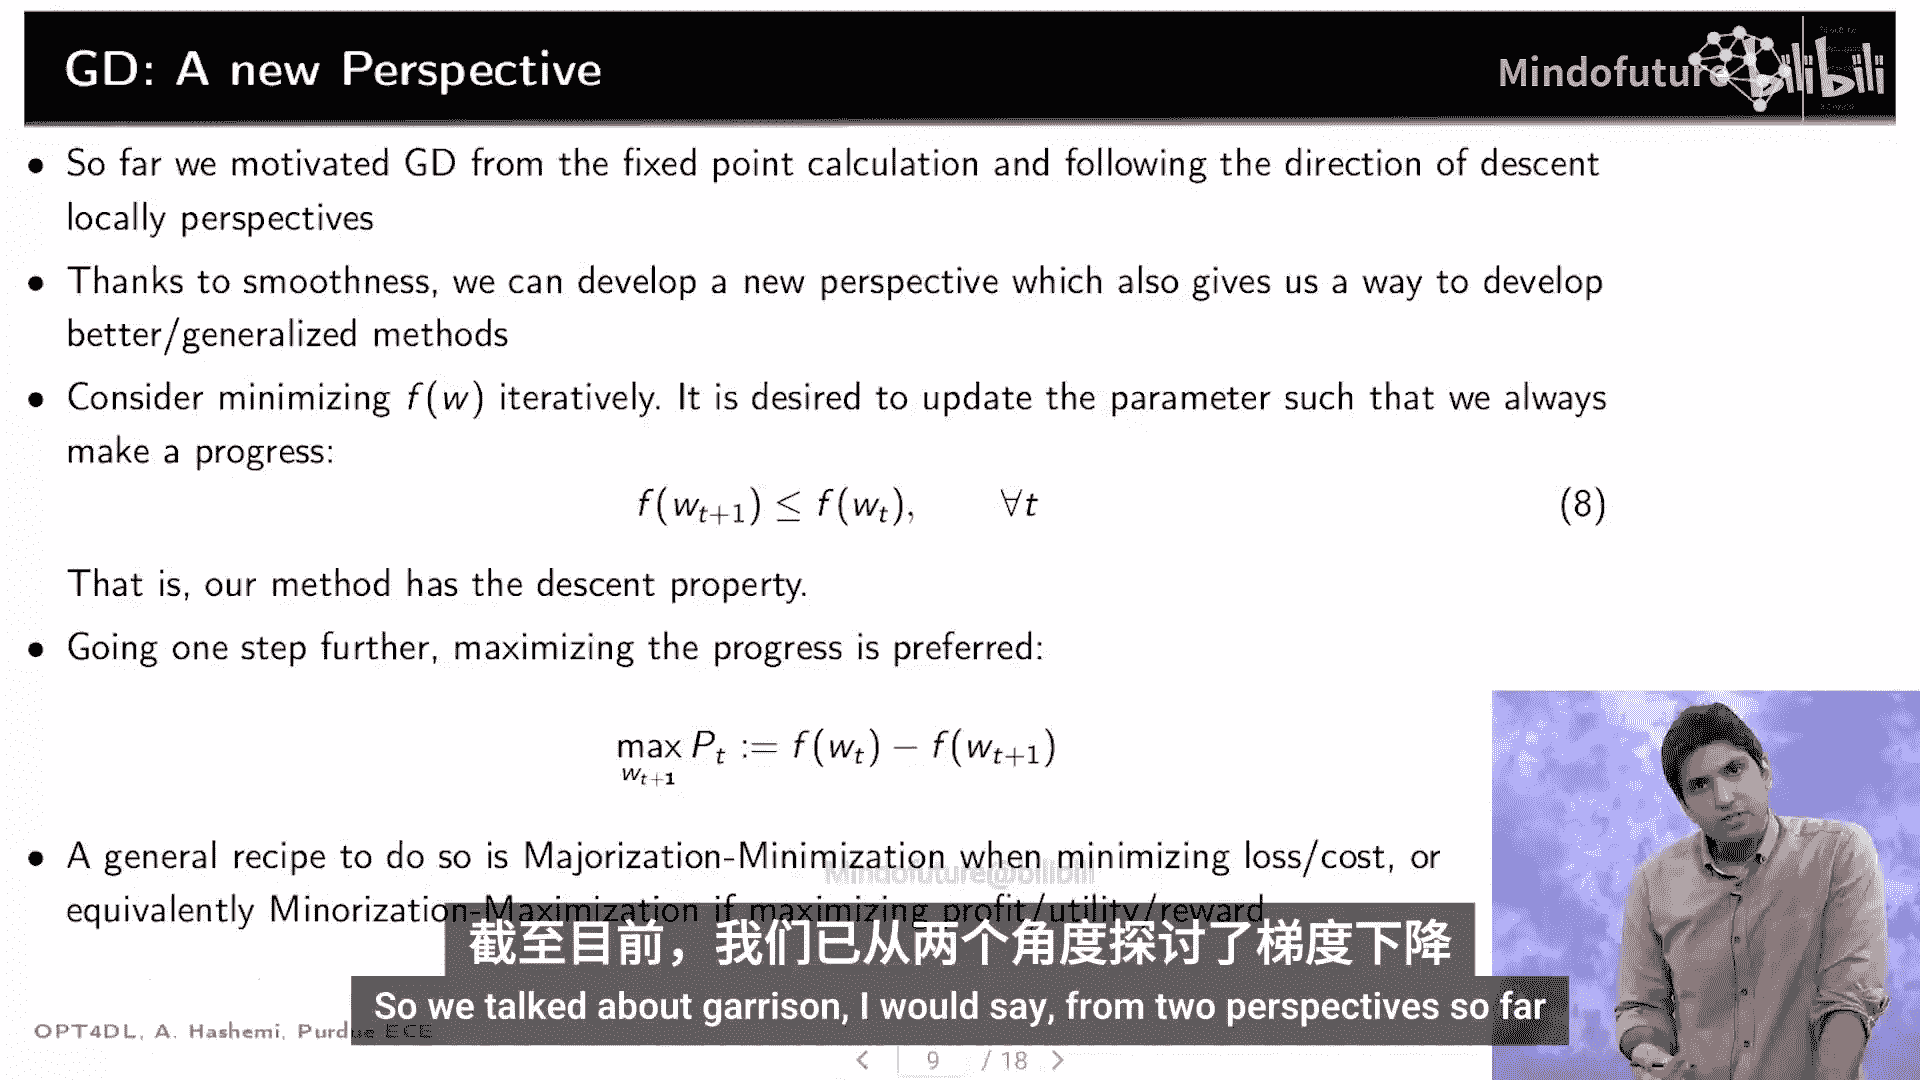 GD: A new Perspective
Mindofuture
bilibili
• So far we motivated GD from the fixed point calculation and following the direction of descent
locally perspectives
• Thanks to smoothness, we can develop a new perspective which also gives us a way to develop
better/generalized methods
• Consider minimizing f(w) iteratively. It is desired to update the parameter such that we always
make a progress:
f(w_{t+1}) ≤ f(w_t), ∀t (8)
That is, our method has the descent property.
• Going one step further, maximizing the progress is preferred:
max_{w_{t+1}} P_t := f(w_t) − f(w_{t+1})
• A general recipe to do so is Majorization-Minimization when minimizing loss/cost, or
Mindofuture@bilibili
equivalently Minorization-Maximization if maximizing profit/utility/reward
截至目前，我们已从两个角度探讨了梯度下降
So we talked about garrison, I would say, from two perspectives so far
OPT4DL, A. Hashemi, Purdue ECE
9 / 18